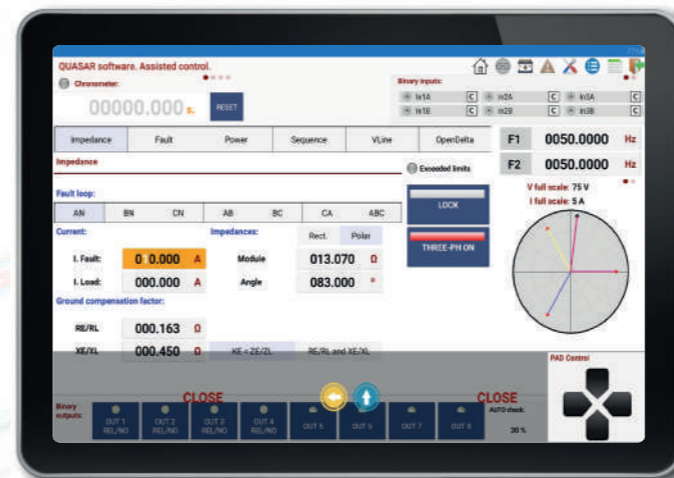 77%
QUASAR software. Assisted control.
Chronometer:
00000.000 s.
RESET
Binary inputs:
In1A C In2A C In3A C
In1B C In2B C In3B C
Impedance Fault Power Sequence VLine OpenDelta
F1 0050.0000 Hz
F2 0050.0000 Hz
Impedance
Exceeded limits
Fault loop:
AN BN CN AB BC CA ABC
LOCK
THREE-PH ON
V full scale: 75 V
I full scale: 5 A
Current:
Impedances:
Rect. Polar
I. Fault: 010.000 A
Module 013.070 Ω
I. Load: 000.000 A
Angle 083.000 °
Ground compensation factor:
RE/RL 000.163 Ω
XE/XL 000.450 Ω
KE = ZE/ZL RE/RL and XE/XL
PAD Control
CLOSE CLOSE
Binary
outputs:
OUT 1
REL/NO
OUT 2
REL/NO
OUT 3
REL/NO
OUT 4
REL/NO
OUT 5
OUT 6
OUT 7
OUT 8
AUTO check:
30 %